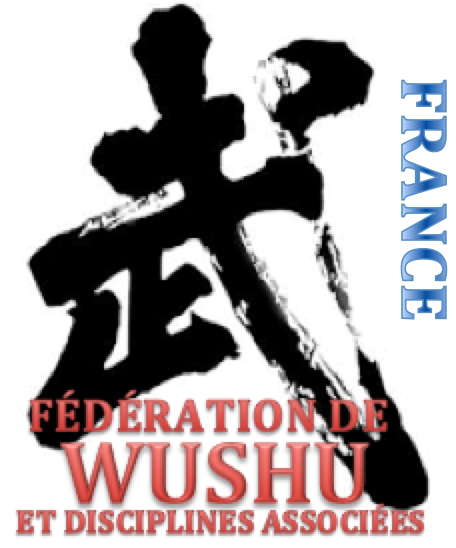 武
FRANCE
FÉDÉRATION DE
WUSHU
ET DISCIPLINES ASSOCIÉES